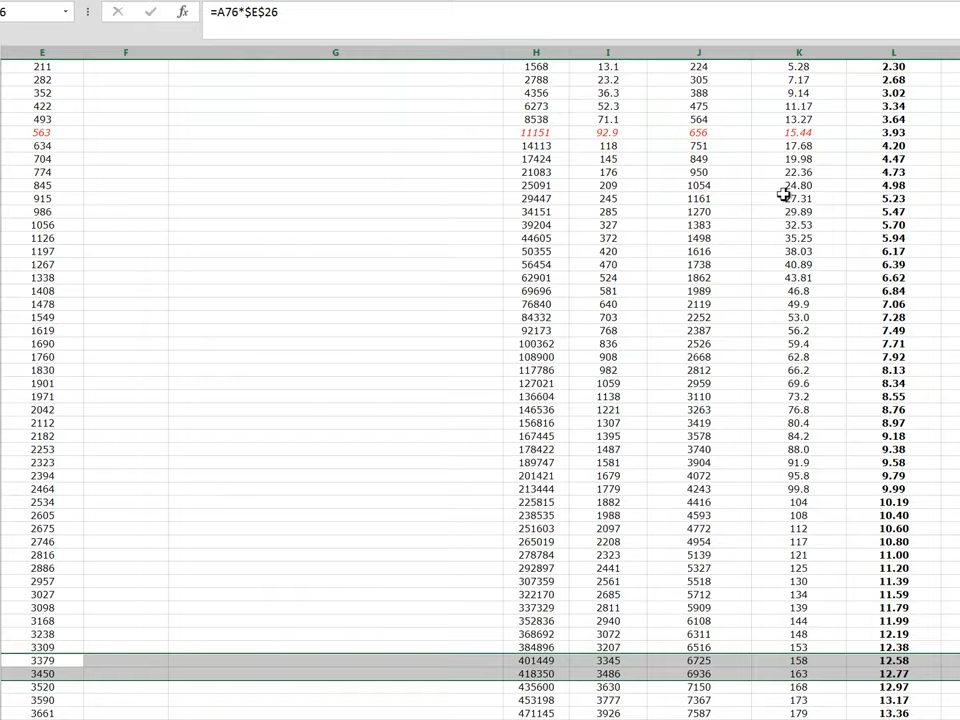 6 fx =A76*$E$26
E F G H I J K L
211 1568 13.1 224 5.28 2.30
282 2788 23.2 305 7.17 2.68
352 4356 36.3 388 9.14 3.02
422 6273 52.3 475 11.17 3.34
493 8538 71.1 564 13.27 3.64
563 11151 92.9 656 15.44 3.93
634 14113 118 751 17.68 4.20
704 17424 145 849 19.98 4.47
774 21083 176 950 22.36 4.73
845 25091 209 1054 24.80 4.98
915 29447 245 1161 27.31 5.23
986 34151 285 1270 29.89 5.47
1056 39204 327 1383 32.53 5.70
1126 44605 372 1498 35.25 5.94
1197 50355 420 1616 38.03 6.17
1267 56454 470 1738 40.89 6.39
1338 62901 524 1862 43.81 6.62
1408 69696 581 1989 46.8 6.84
1478 76840 640 2119 49.9 7.06
1549 84332 703 2252 53.0 7.28
1619 92173 768 2387 56.2 7.49
1690 100362 836 2526 59.4 7.71
1760 108900 908 2668 62.8 7.92
1830 117786 982 2812 66.2 8.13
1901 127021 1059 2959 69.6 8.34
1971 136604 1138 3110 73.2 8.55
2042 146536 1221 3263 76.8 8.76
2112 156816 1307 3419 80.4 8.97
2182 167445 1395 3578 84.2 9.18
2253 178422 1487 3740 88.0 9.38
2323 189747 1581 3904 91.9 9.58
2394 201421 1679 4072 95.8 9.79
2464 213444 1779 4243 99.8 9.99
2534 225815 1882 4416 104 10.19
2605 238535 1988 4593 108 10.40
2675 251603 2097 4772 112 10.60
2746 265019 2208 4954 117 10.80
2816 278784 2323 5139 121 11.00
2886 292897 2441 5327 125 11.20
2957 307359 2561 5518 130 11.39
3027 322170 2685 5712 134 11.59
3098 337329 2811 5909 139 11.79
3168 352836 2940 6108 144 11.99
3238 368692 3072 6311 148 12.19
3309 384896 3207 6516 153 12.38
3379 401449 3345 6725 158 12.58
3450 418350 3486 6936 163 12.77
3520 435600 3630 7150 168 12.97
3590 453198 3777 7367 173 13.17
3661 471145 3926 7587 179 13.36